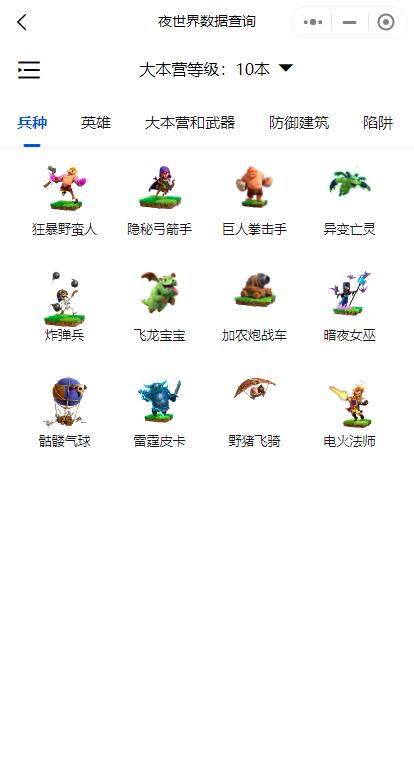 夜世界数据查询
大本营等级：10本
兵种 英雄 大本营和武器 防御建筑 陷阱
狂暴野蛮人 隐秘弓箭手 巨人拳击手 异变亡灵
炸弹兵 飞龙宝宝 加农炮战车 暗夜女巫
骷髅气球 雷霆皮卡 野猪飞骑 电火法师